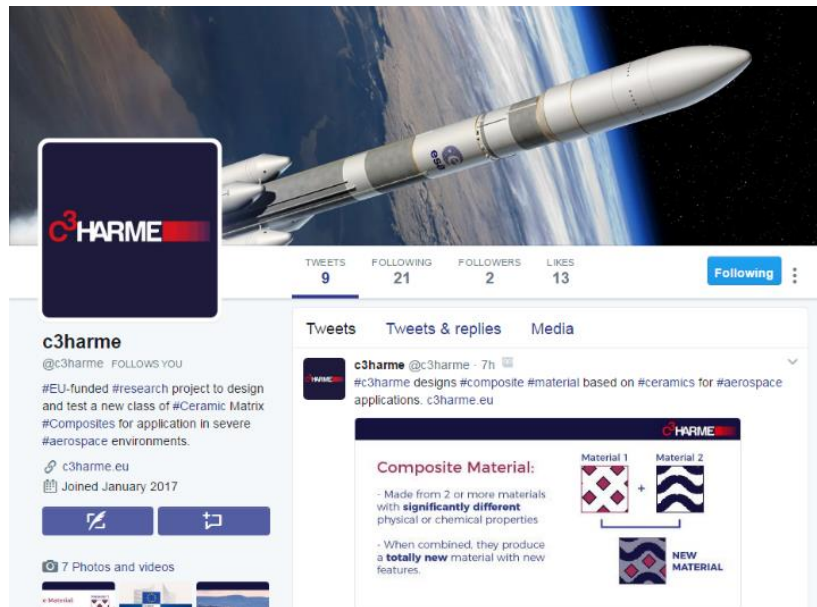 esa
C³HARME
TWEETS
9
FOLLOWING
21
FOLLOWERS
2
LIKES
13
Following
c3harme
@c3harme FOLLOWS YOU
#EU-funded #research project to design
and test a new class of #Ceramic Matrix
#Composites for application in severe
#aerospace environments.
c3harme.eu
Joined January 2017
7 Photos and videos
Tweets Tweets & replies Media
c3harme @c3harme · 7h
#c3harme designs #composite #material based on #ceramics for #aerospace
applications. c3harme.eu
C³HARME
C³HARME
Composite Material:
- Made from 2 or more materials
with significantly different
physical or chemical properties
- When combined, they produce
a totally new material with new
features.
Material 1
Material 2
+
NEW
MATERIAL